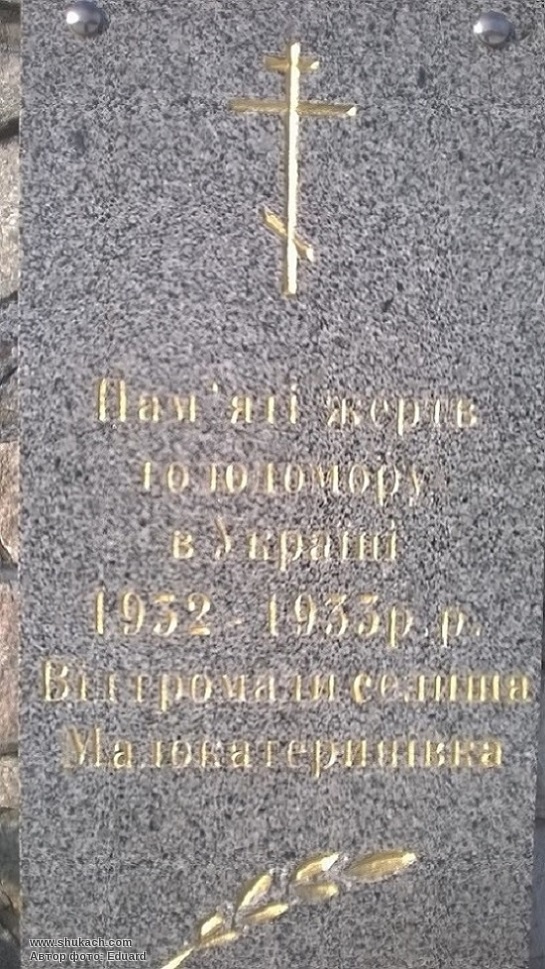 Пам'яті жертв
голодомору
в Україні
1932 - 1933р.р.
Від громади селища
Малокатеринівка
www.shukach.com
Автор фото: Eduard